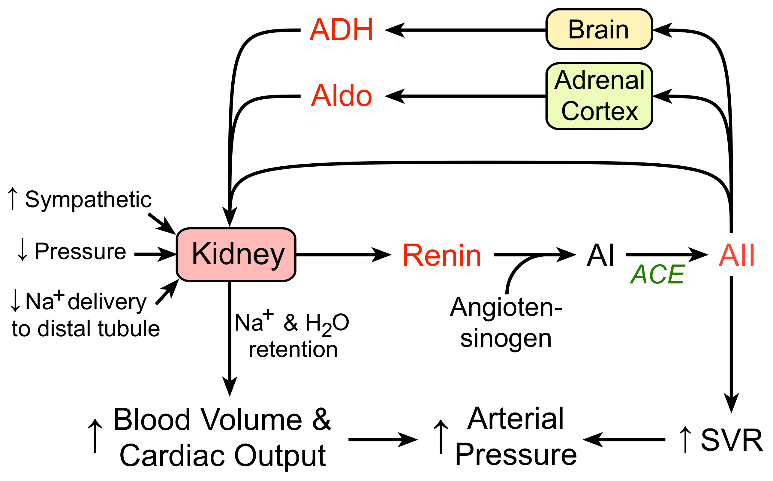 ADH
Brain
Aldo
Adrenal
Cortex
↑ Sympathetic
↓ Pressure
↓ Na⁺ delivery
to distal tubule
Kidney
Renin
AI
ACE
AII
Angioten-
sinogen
Na⁺ & H₂O
retention
↑ Blood Volume &
Cardiac Output
↑ Arterial
Pressure
↑ SVR